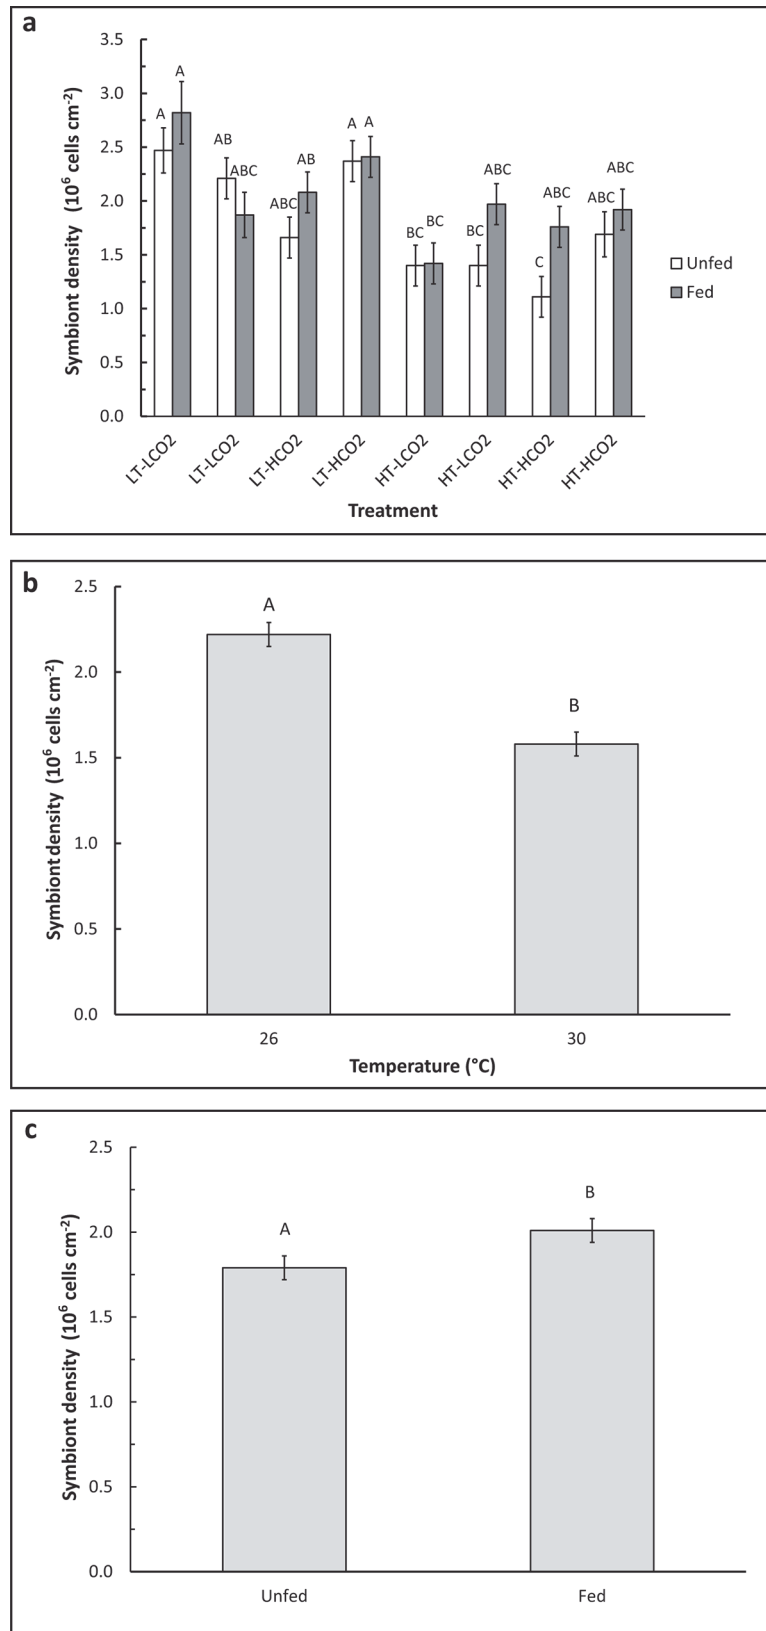 a
Symbiont density (10⁶ cells cm⁻²)
3.5
3.0
2.5
2.0
1.5
1.0
0.5
0.0
A A AB ABC ABC AB A A BC BC BC ABC C ABC ABC ABC
Unfed
Fed
LT-LCO2 LT-LCO2 LT-HCO2 LT-HCO2 HT-LCO2 HT-LCO2 HT-HCO2 HT-HCO2
Treatment
b
Symbiont density (10⁶ cells cm⁻²)
2.5
2.0
1.5
1.0
0.5
0.0
A B
26 30
Temperature (°C)
c
Symbiont density (10⁶ cells cm⁻²)
2.5
2.0
1.5
1.0
0.5
0.0
A B
Unfed Fed